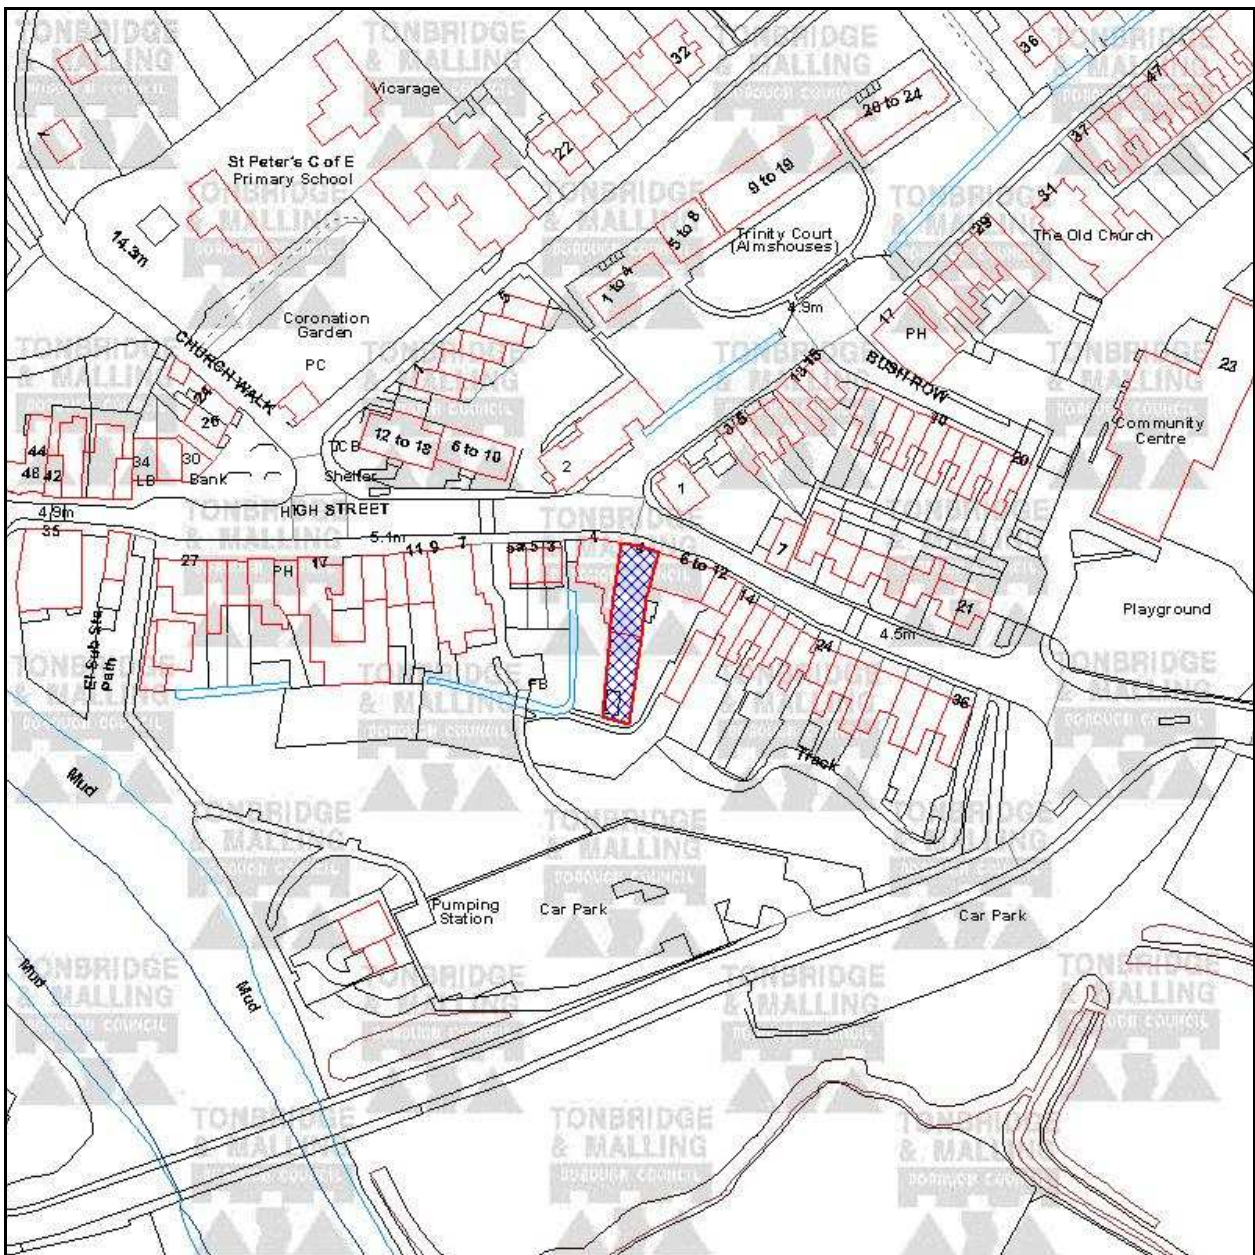 TONBRIDGE
& MALLING
BOROUGH COUNCIL
Vicarage
32
36
47
37
20 to 24
22
9 to 19
St Peter's C of E
Primary School
31
29
The Old Church
5 to 8
Trinity Court
(Almshouses)
14.3m
1 to 4
4.9m
5
Coronation
Garden
17
PH
CHURCH WALK
PC
1
13
15
BUSH ROW
23
24
26
3
5
10
20
Community
Centre
TCB
12 to 18
6 to 10
44
48
42
34
LB
30
Bank
Shelter
2
1
HIGH STREET
4.9m
5.1m
35
27
PH
17
11
9
7
5a
5
3
4
6 to 12
7
14
21
24
4.5m
36
Playground
El Sub Sta
Path
FB
Track
Mud
Pumping
Station
Car Park
Car Park
Mud
Mud